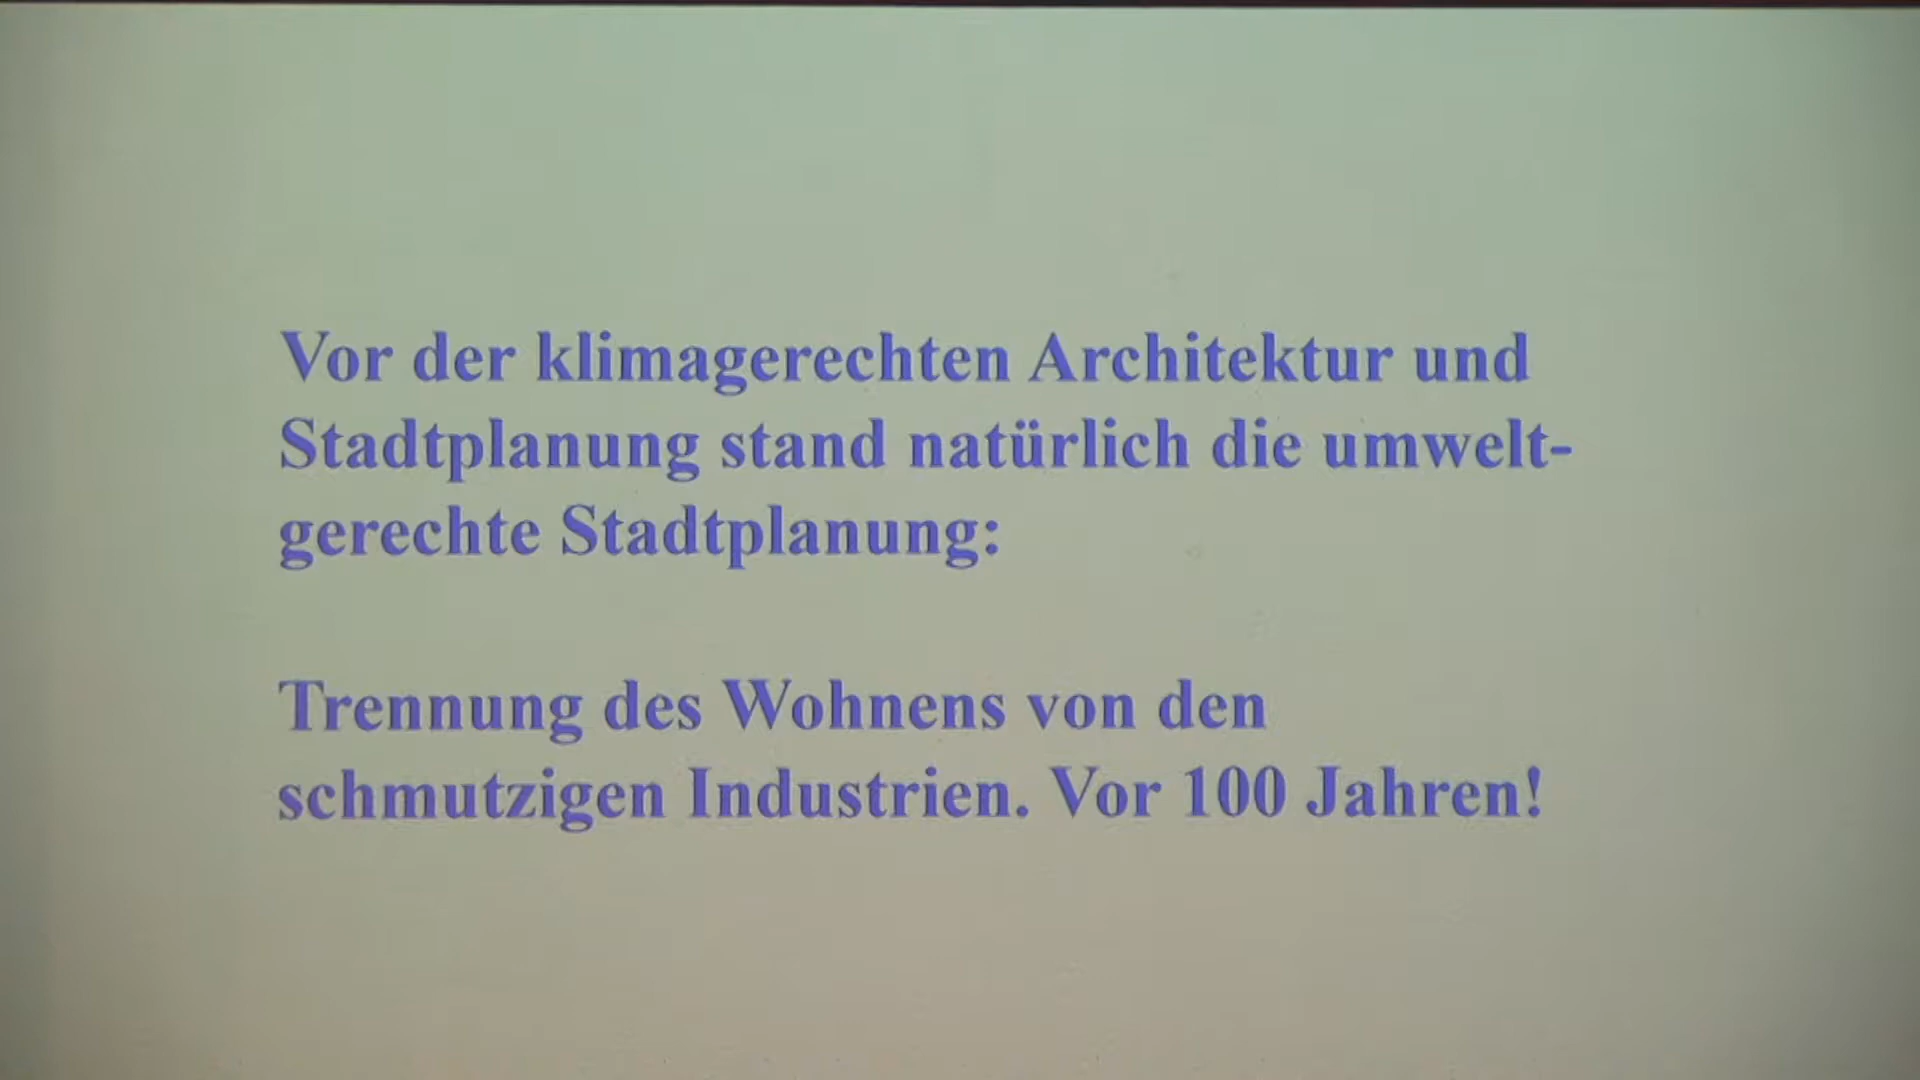 Vor der klimagerechten Architektur und
Stadtplanung stand natürlich die umwelt-
gerechte Stadtplanung:
Trennung des Wohnens von den
schmutzigen Industrien. Vor 100 Jahren!